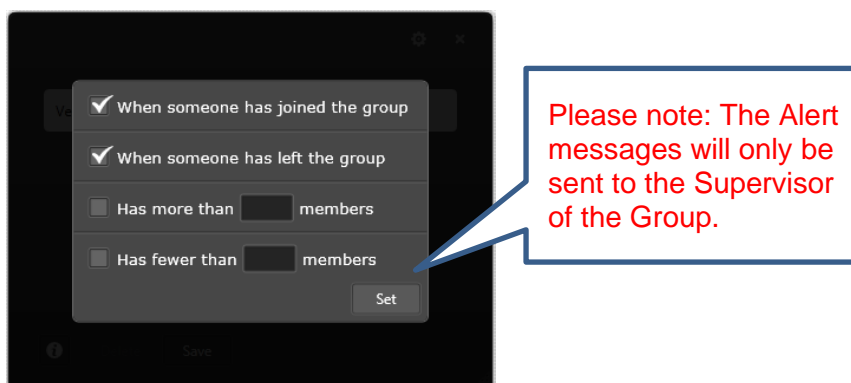 Ve
When someone has joined the group
When someone has left the group
Has more than members
Has fewer than members
Set
Save
Please note: The Alert
messages will only be
sent to the Supervisor
of the Group.